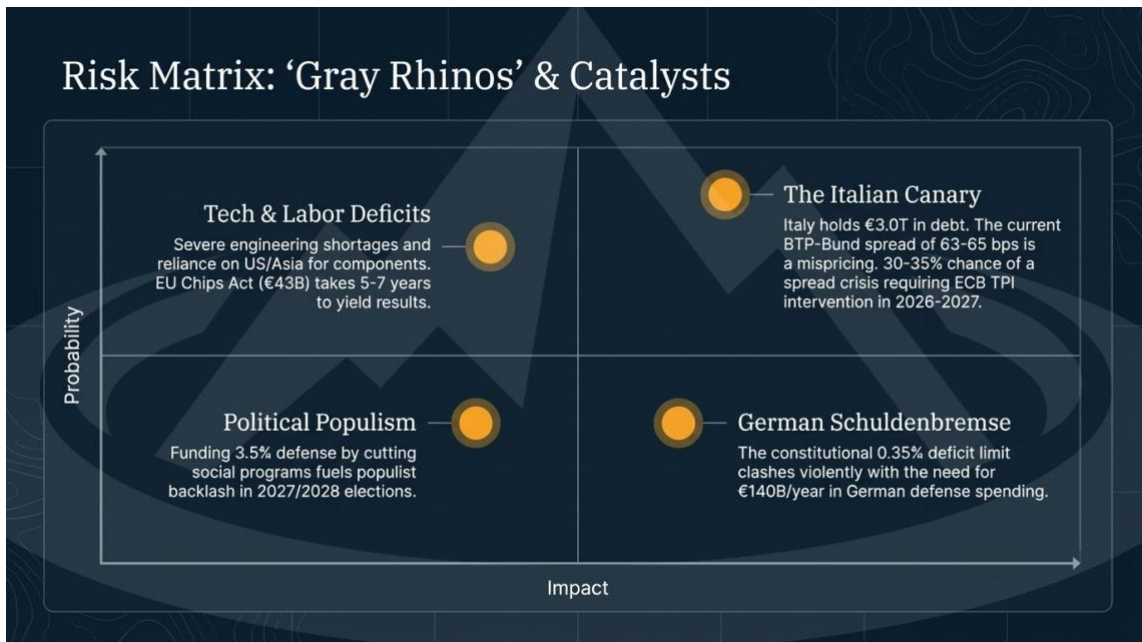 Risk Matrix: ‘Gray Rhinos’ & Catalysts
Probability
Tech & Labor Deficits
Severe engineering shortages and
reliance on US/Asia for components.
EU Chips Act (€43B) takes 5-7 years
to yield results.
The Italian Canary
Italy holds €3.0T in debt. The current
BTP-Bund spread of 63-65 bps is
a mispricing. 30-35% chance of a
spread crisis requiring ECB TPI
intervention in 2026-2027.
Political Populism
Funding 3.5% defense by cutting
social programs fuels populist
backlash in 2027/2028 elections.
German Schuldenbremse
The constitutional 0.35% deficit limit
clashes violently with the need for
€140B/year in German defense spending.
Impact